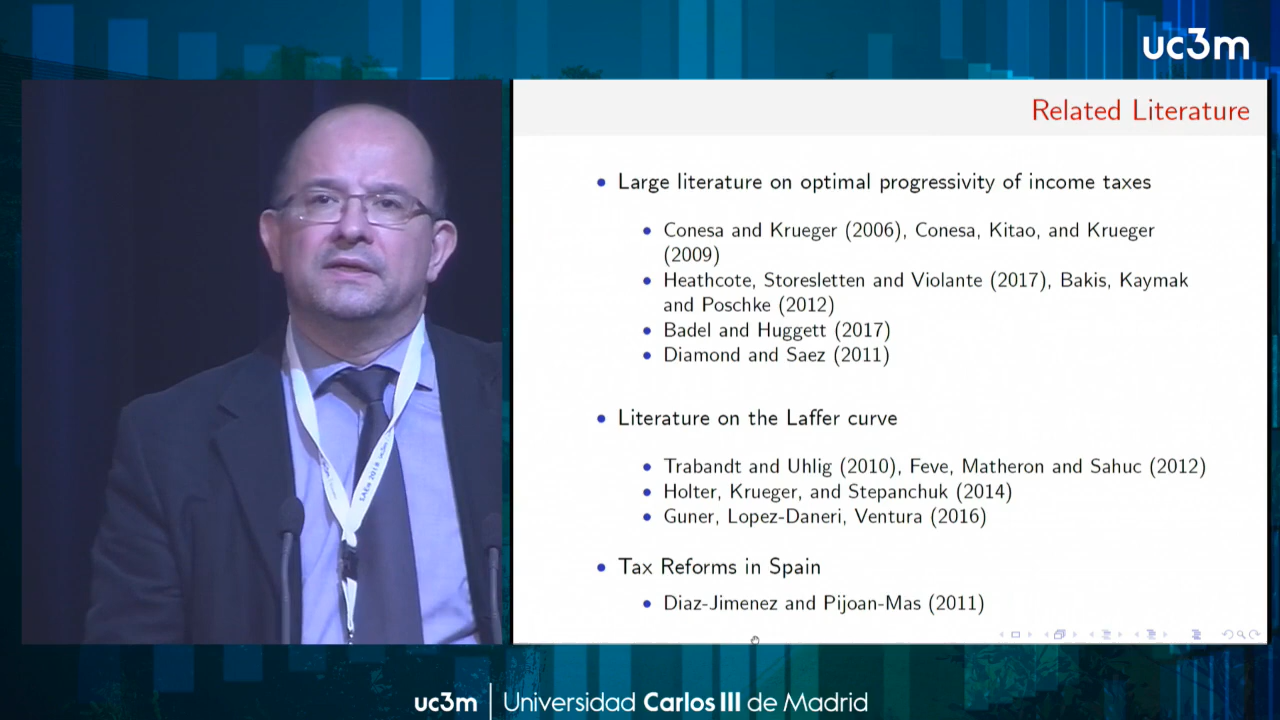 uc3m
Related Literature
Large literature on optimal progressivity of income taxes
Conesa and Krueger (2006), Conesa, Kitao, and Krueger
(2009)
Heathcote, Storesletten and Violante (2017), Bakis, Kaymak
and Poschke (2012)
Badel and Huggett (2017)
Diamond and Saez (2011)
Literature on the Laffer curve
Trabandt and Uhlig (2010), Feve, Matheron and Sahuc (2012)
Holter, Krueger, and Stepanchuk (2014)
Guner, Lopez-Daneri, Ventura (2016)
Tax Reforms in Spain
Diaz-Jimenez and Pijoan-Mas (2011)
uc3m | Universidad Carlos III de Madrid